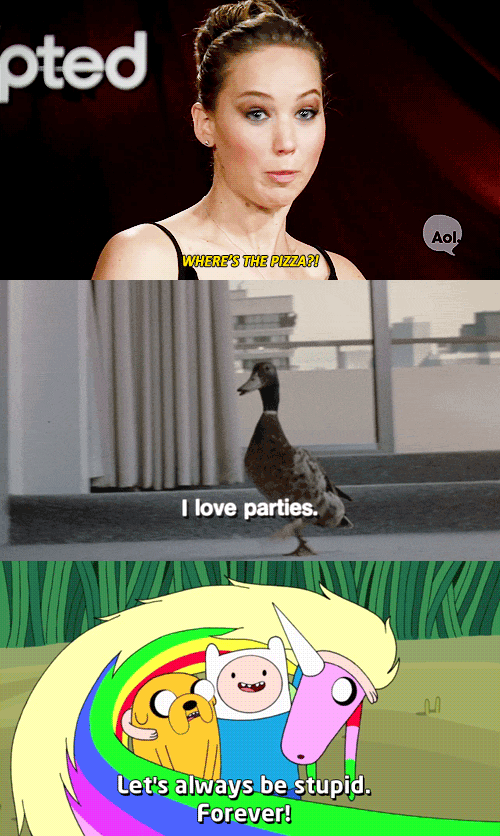 pted
Aol.
WHERE'S THE PIZZA?!
I love parties.
Let's always be stupid.
Forever!